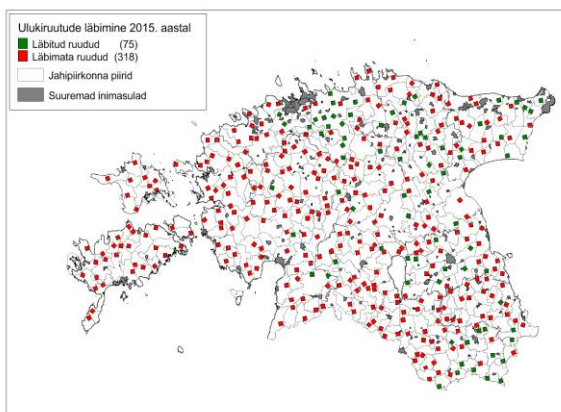 Ulukiruutude läbimine 2015. aastal
Läbitud ruudud (75)
Läbimata ruudud (318)
Jahipiirkonna piirid
Suuremad inimasulad